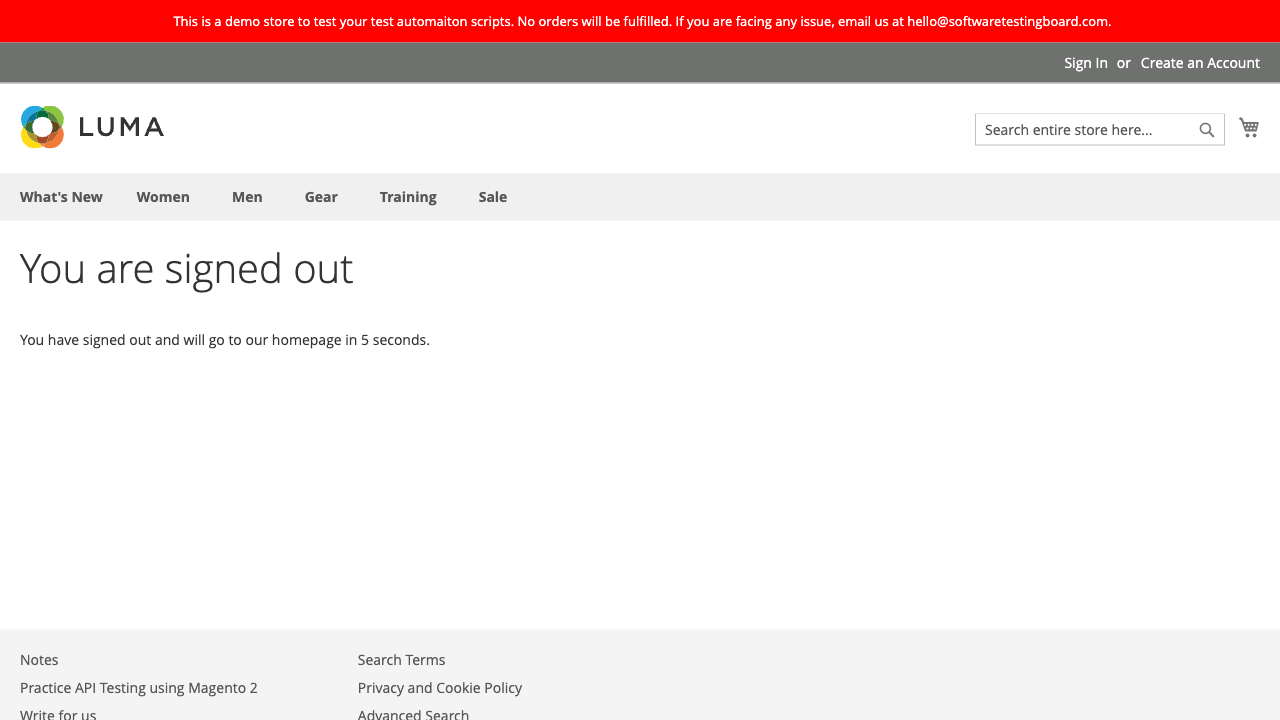 This is a demo store to test your test automaiton scripts. No orders will be fulfilled. If you are facing any issue, email us at hello@softwaretestingboard.com.
Sign In or Create an Account
LUMA
Search entire store here...
What's New Women Men Gear Training Sale
You are signed out
You have signed out and will go to our homepage in 5 seconds.
Notes
Practice API Testing using Magento 2
Write for us
Search Terms
Privacy and Cookie Policy
Advanced Search